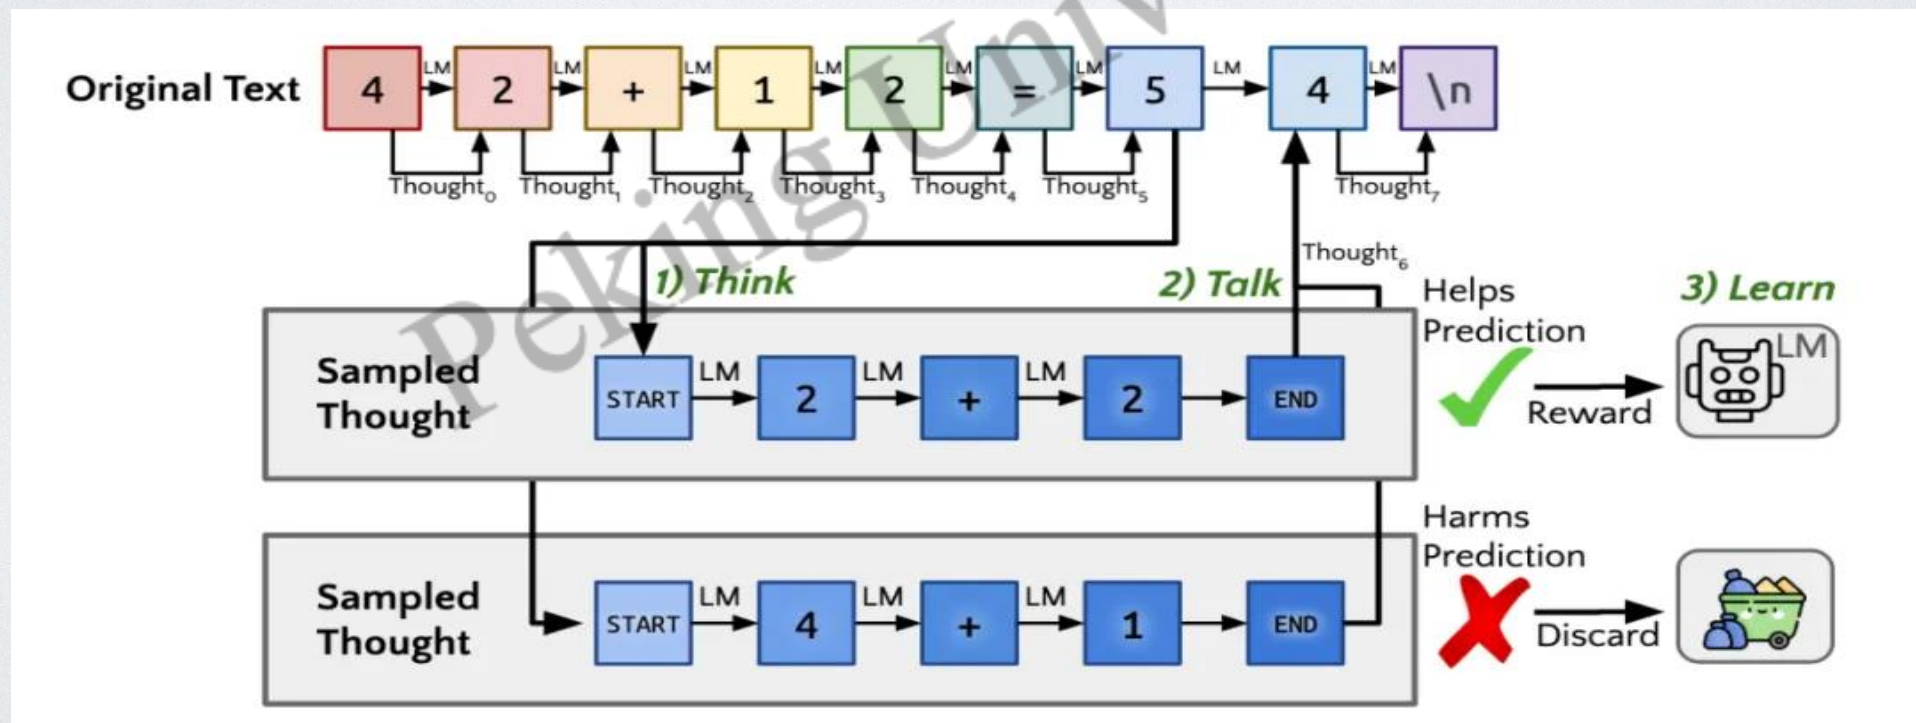 LM LM LM LM LM LM LM LM
Original Text 4 2 + 1 2 = 5 4 \n
Thought₀ Thought₁ Thought₂ Thought₃ Thought₄ Thought₅ Thought₇
Thought₆
1) Think 2) Talk Helps 3) Learn
Prediction
LM
Sampled LM LM LM
Thought START 2 + 2 END
Reward
Harms
Prediction
Sampled LM LM LM
Thought START 4 + 1 END
Discard
Peking